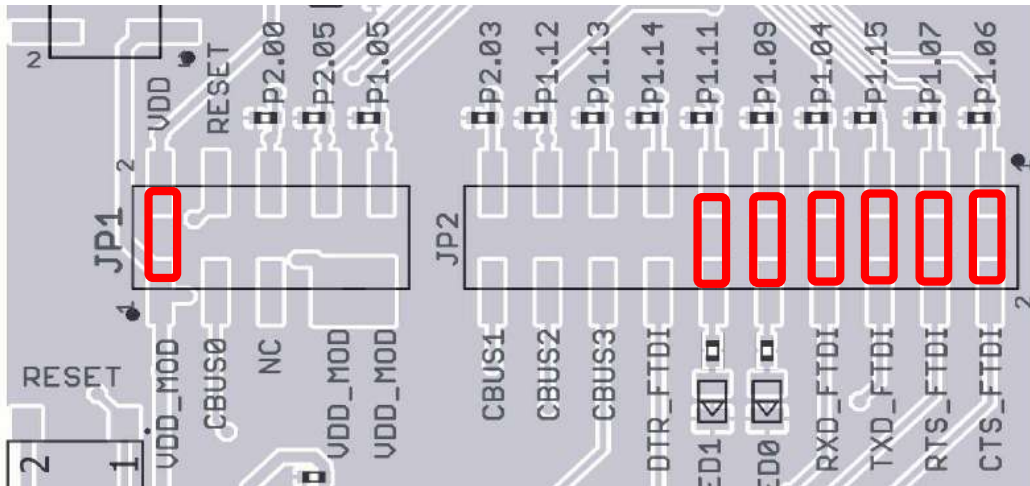 2
VDD
RESET
P2.00
P2.05
P1.05
P2.03
P1.12
P1.13
P1.14
P1.11
P1.09
P1.04
P1.15
P1.07
P1.06
2
1
JP1
JP2
1
2
VDD_MOD
CBUS0
NC
VDD_MOD
VDD_MOD
CBUS1
CBUS2
CBUS3
DTR_FTDI
ED1
ED0
RXD_FTDI
TXD_FTDI
RTS_FTDI
CTS_FTDI
RESET
2
1